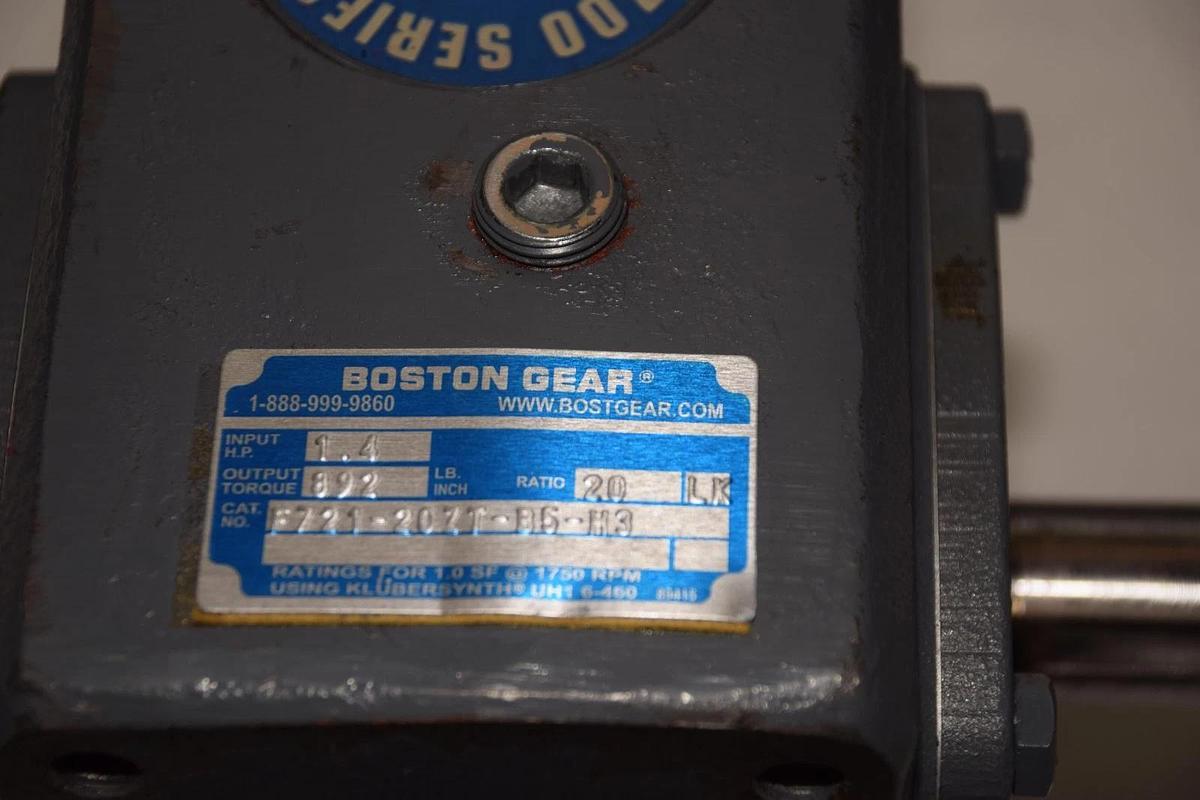 700 SERIES
BOSTON GEAR®
1-888-999-9860 WWW.BOSTGEAR.COM
INPUT H.P. 1.4
OUTPUT TORQUE 892 LB. INCH RATIO 20 LK
CAT. NO. F721-20ZT-B5-H3
RATINGS FOR 1.0 SF @ 1750 RPM
USING KLÜBERSYNTH® UH1 6-460